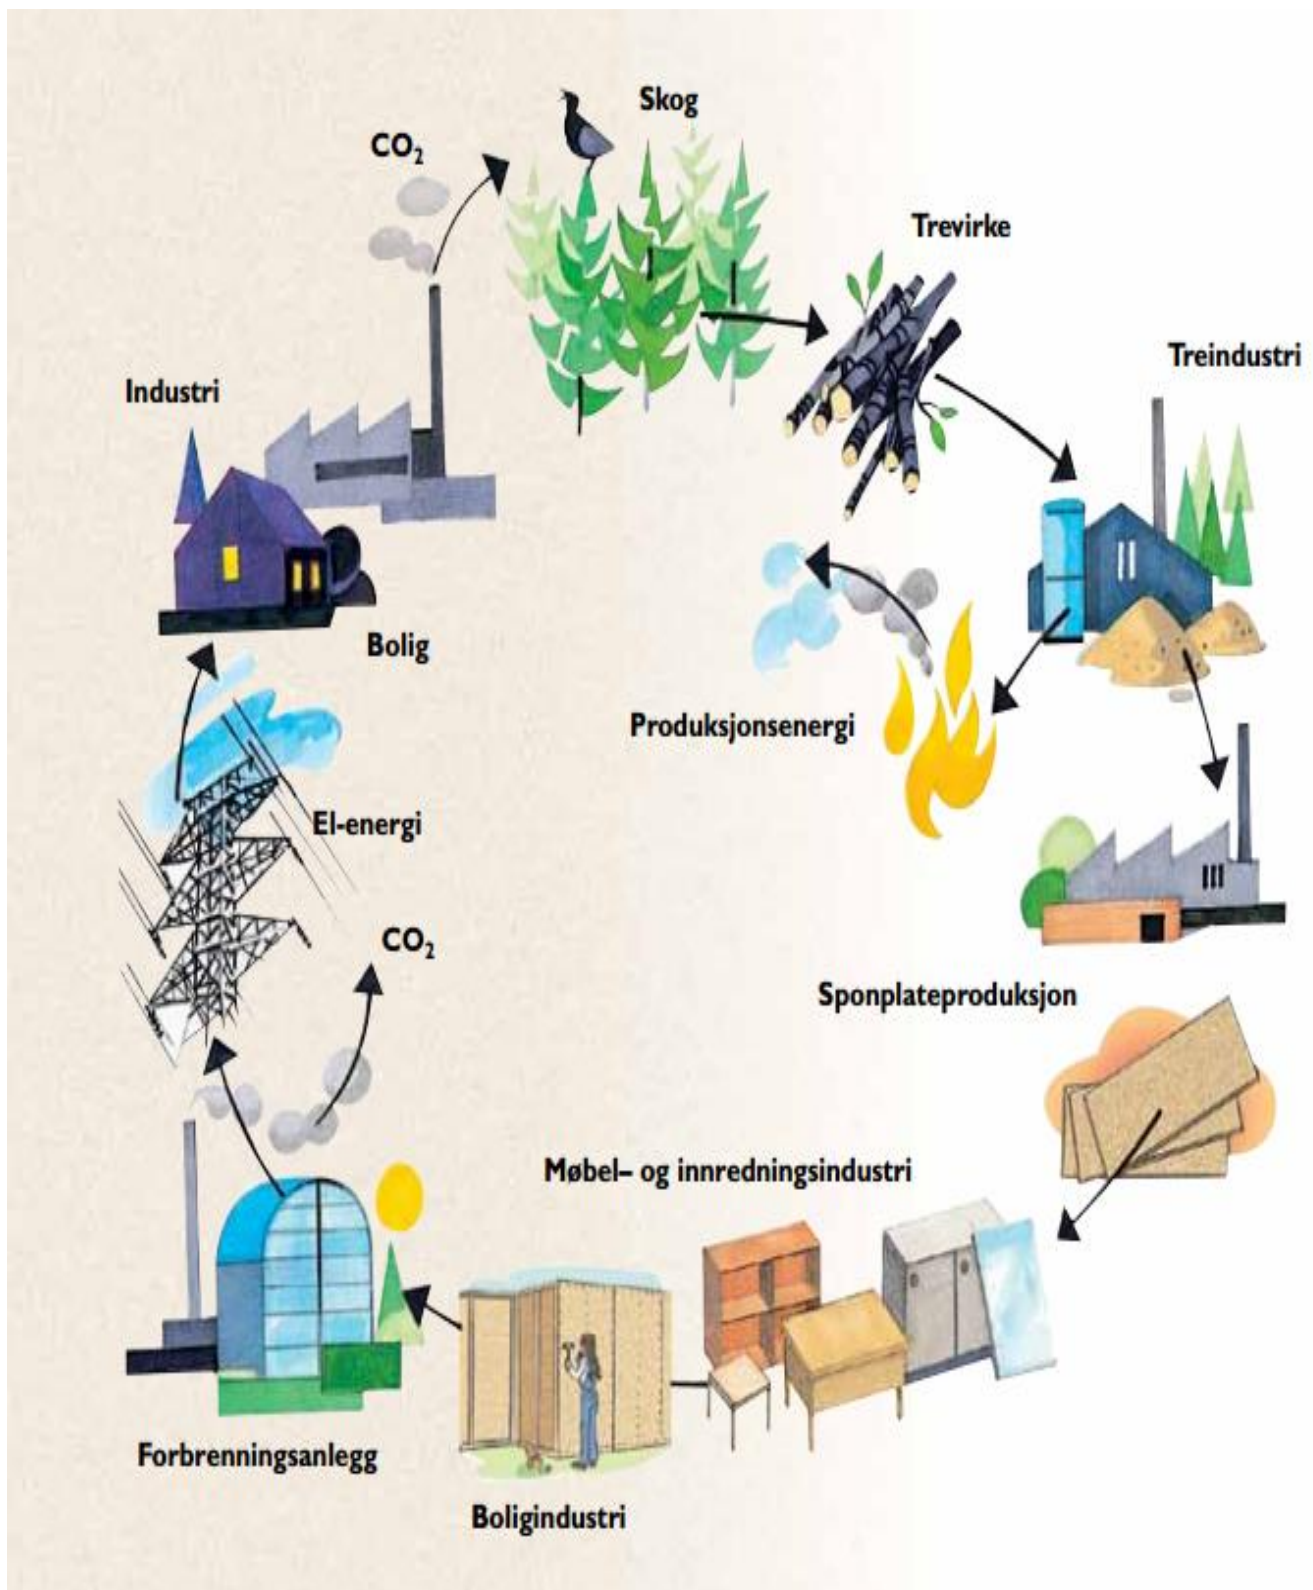 Skog
CO₂
Trevirke
Treindustri
Industri
Bolig
Produksjonsenergi
El-energi
CO₂
Sponplateproduksjon
Møbel– og innredningsindustri
Forbrenningsanlegg
Boligindustri